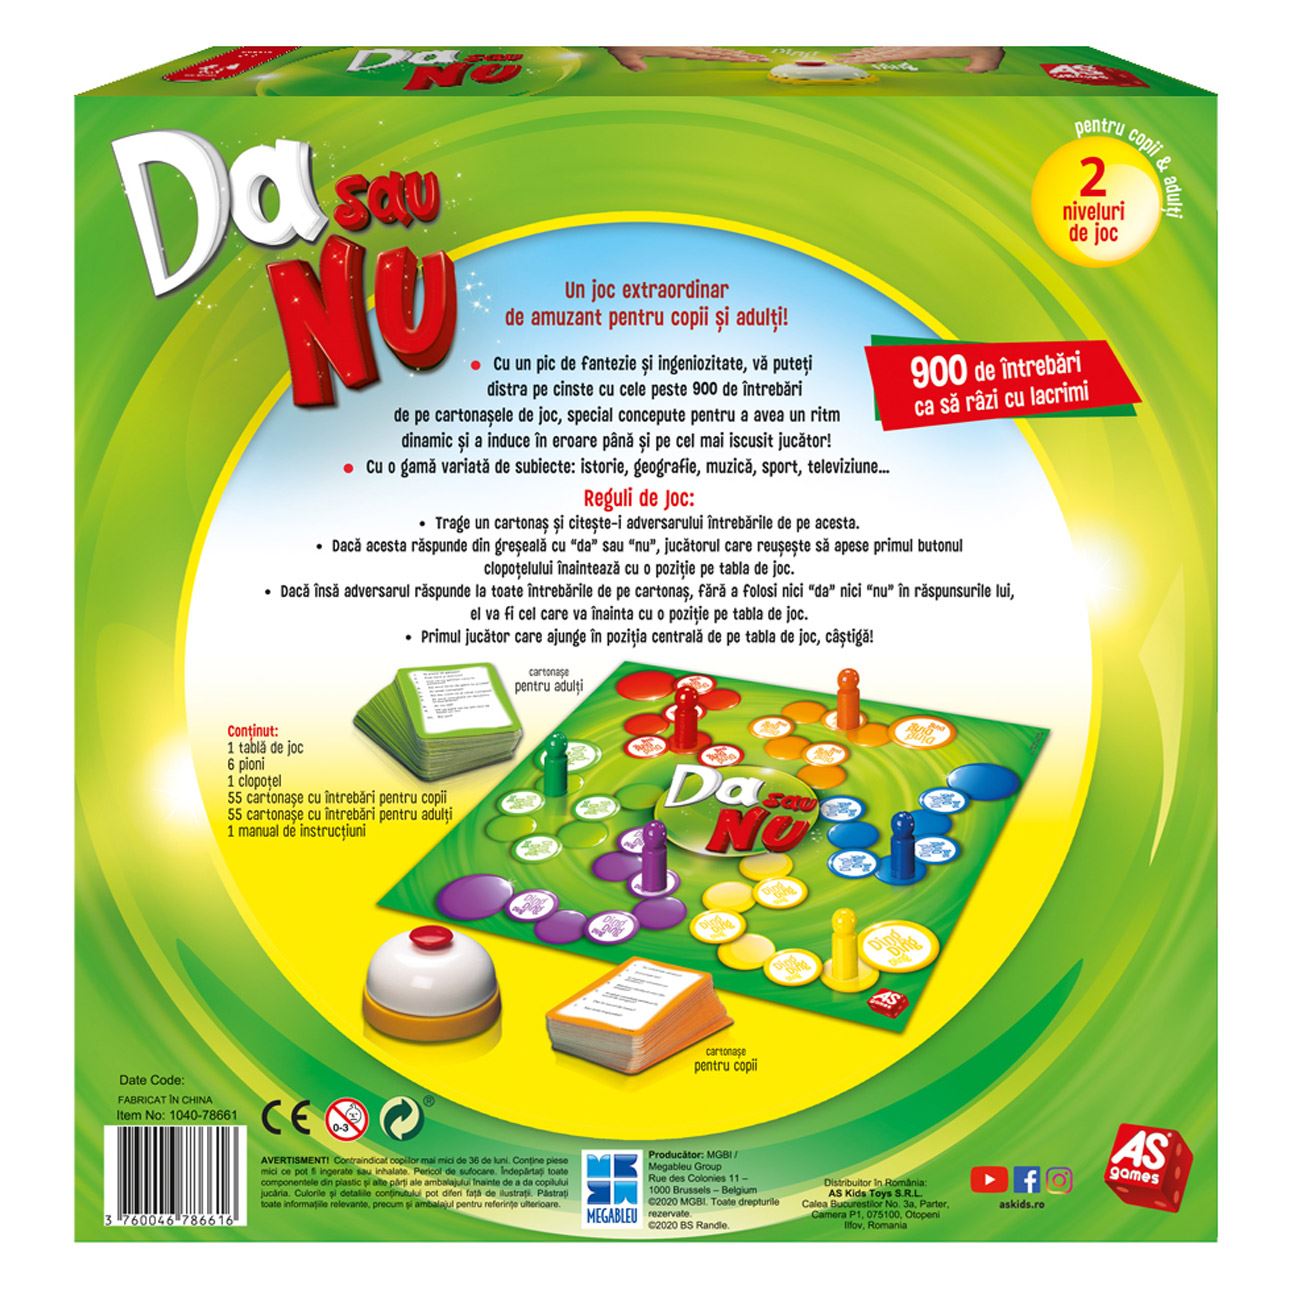 Da sau NU
AS
games
Da
sau
NU
pentru copii & adulți
2
niveluri
de joc
Un joc extraordinar
de amuzant pentru copii și adulți!
• Cu un pic de fantezie și ingeniozitate, vă puteți
distra pe cinste cu cele peste 900 de întrebări
de pe cartonașele de joc, special concepute pentru a avea un ritm
dinamic și a induce în eroare până și pe cel mai iscusit jucător!
• Cu o gamă variată de subiecte: istorie, geografie, muzică, sport, televiziune...
900 de întrebări
ca să râzi cu lacrimi
Reguli de Joc:
• Trage un cartonaș și citește-i adversarului întrebările de pe acesta.
• Dacă acesta răspunde din greșeală cu “da” sau “nu”, jucătorul care reușește să apese primul butonul
clopoțelului înaintează cu o poziție pe tabla de joc.
• Dacă însă adversarul răspunde la toate întrebările de pe cartonaș, fără a folosi nici “da” nici “nu” în răspunsurile lui,
el va fi cel care va înainta cu o poziție pe tabla de joc.
• Primul jucător care ajunge în poziția centrală de pe tabla de joc, câștigă!
cartonașe
pentru adulți
Conținut:
1 tablă de joc
6 pioni
1 clopoțel
55 cartonașe cu întrebări pentru copii
55 cartonașe cu întrebări pentru adulți
1 manual de instrucțiuni
Da
sau
NU
Ding
Ding
Ding
AS
games
cartonașe
pentru copii
Date Code:
FABRICAT ÎN CHINA
Item No: 1040-78661
3 760046 786616
CE
0-3
®
AVERTISMENT! Contraindicat copiilor mai mici de 36 de luni. Conține piese
mici ce pot fi ingerate sau inhalate. Pericol de sufocare. Îndepărtați toate
componentele din plastic și alte părți ale ambalajului înainte de a da copilului
jucăria. Culorile și detaliile conținutului pot diferi față de ilustrații. Păstrați
toate informațiile relevante, precum și ambalajul pentru referințe ulterioare.
MEGABLEU
Producător: MGBI /
Megableu Group
Rue des Colonies 11 –
1000 Brussels – Belgium
©2020 MGBI. Toate drepturile
rezervate.
©2020 BS Randle.
Distribuitor în România:
AS Kids Toys S.R.L.
Calea Bucurestilor No. 3a, Parter,
Camera P1, 075100, Otopeni
Ilfov, Romania
askids.ro
AS
games